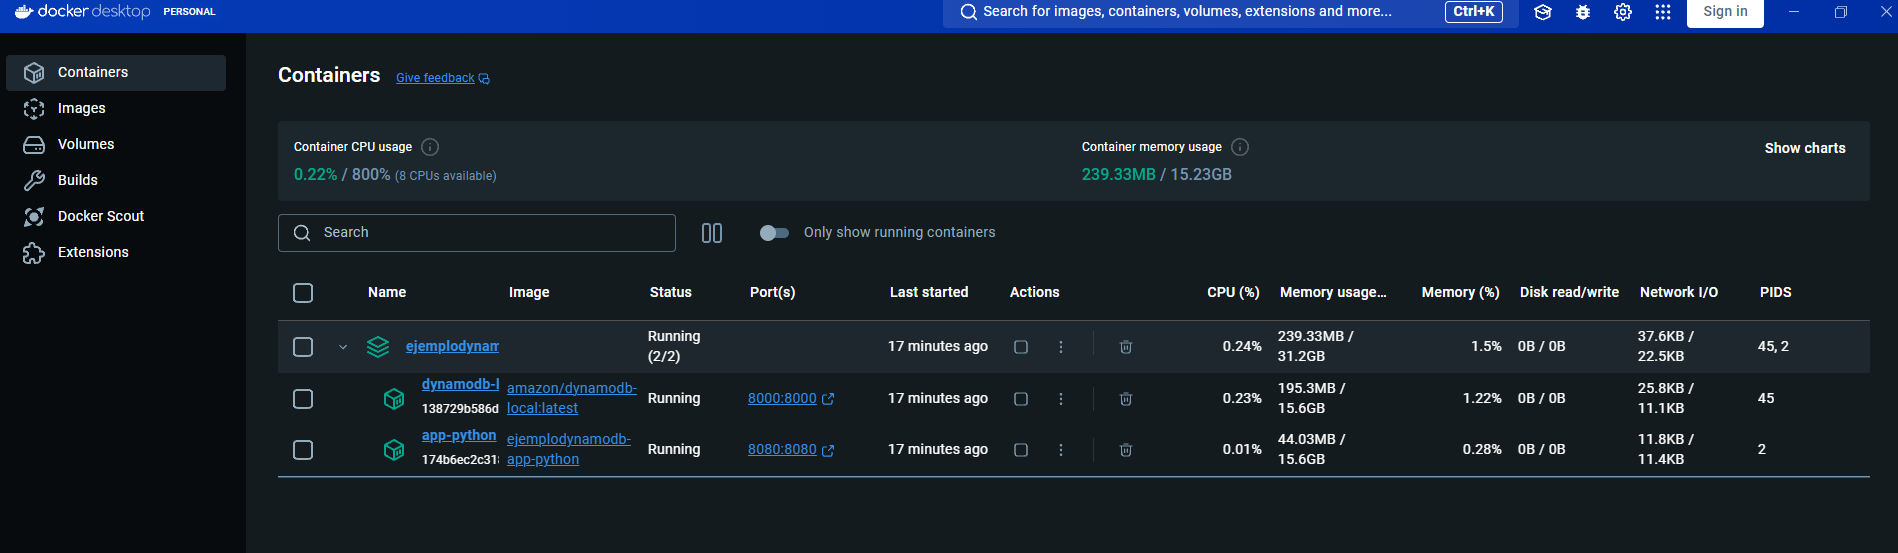 docker desktop PERSONAL
Search for images, containers, volumes, extensions and more... Ctrl+K
Sign in
Containers
Images
Volumes
Builds
Docker Scout
Extensions
Containers Give feedback
Container CPU usage
0.22% / 800% (8 CPUs available)
Container memory usage
239.33MB / 15.23GB
Show charts
Search
Only show running containers
Name Image Status Port(s) Last started Actions CPU (%) Memory usage... Memory (%) Disk read/write Network I/O PIDS
ejemplodynam
Running
(2/2)
17 minutes ago
0.24%
239.33MB /
31.2GB
1.5%
0B / 0B
37.6KB /
22.5KB
45, 2
dynamodb-l
138729b586d
amazon/dynamodb-
local:latest
Running
8000:8000
17 minutes ago
0.23%
195.3MB /
15.6GB
1.22%
0B / 0B
25.8KB /
11.1KB
45
app-python
174b6ec2c31
ejemplodynamodb-
app-python
Running
8080:8080
17 minutes ago
0.01%
44.03MB /
15.6GB
0.28%
0B / 0B
11.8KB /
11.4KB
2